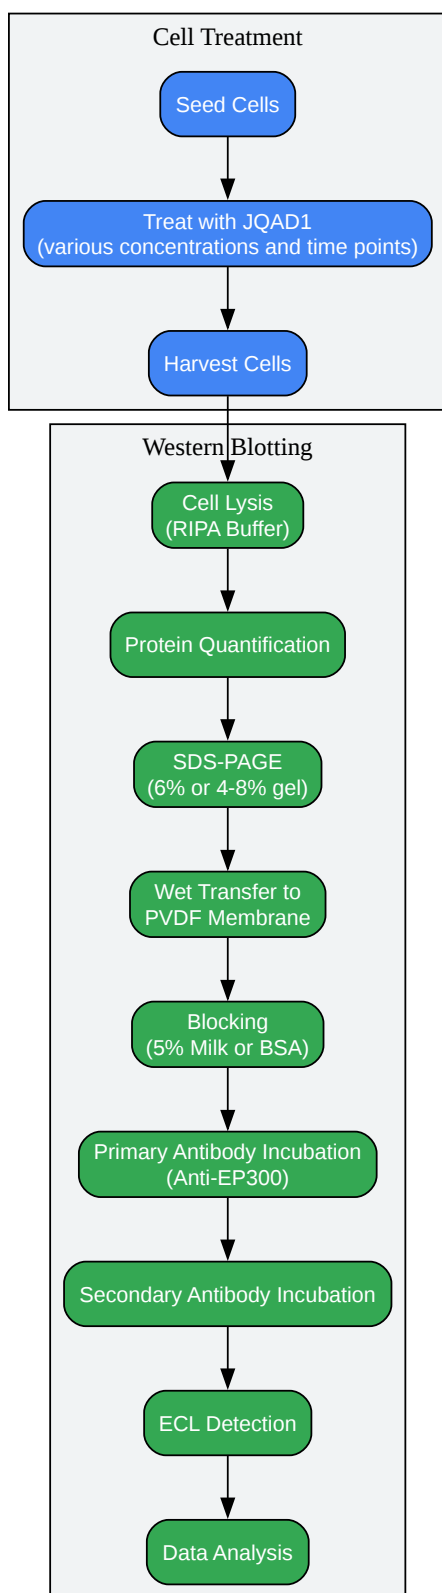 Cell Treatment
Seed Cells
Treat with JQAD1
(various concentrations and time points)
Harvest Cells
Western Blotting
Cell Lysis
(RIPA Buffer)
Protein Quantification
SDS-PAGE
(6% or 4-8% gel)
Wet Transfer to
PVDF Membrane
Blocking
(5% Milk or BSA)
Primary Antibody Incubation
(Anti-EP300)
Secondary Antibody Incubation
ECL Detection
Data Analysis